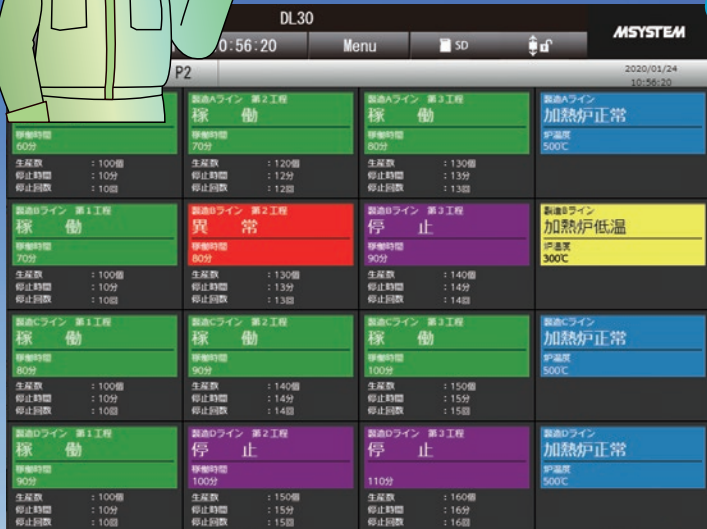 DL30
0:56:20 Menu SD
MSYSTEM
P2
2020/01/24
10:56:20
稼働時間
60分
生産数 : 100個
停止時間 : 10分
停止回数 : 10回
製造Aライン 第2工程
稼 働
稼働時間
70分
生産数 : 120個
停止時間 : 12分
停止回数 : 12回
製造Aライン 第3工程
稼 働
稼働時間
80分
生産数 : 130個
停止時間 : 13分
停止回数 : 13回
製造Aライン
加熱炉正常
炉温度
500℃
製造Bライン 第1工程
稼 働
稼働時間
70分
生産数 : 100個
停止時間 : 10分
停止回数 : 10回
製造Bライン 第2工程
異 常
稼働時間
80分
生産数 : 130個
停止時間 : 13分
停止回数 : 13回
製造Bライン 第3工程
停 止
稼働時間
90分
生産数 : 140個
停止時間 : 14分
停止回数 : 14回
製造Bライン
加熱炉低温
炉温度
300℃
製造Cライン 第1工程
稼 働
稼働時間
80分
生産数 : 100個
停止時間 : 10分
停止回数 : 10回
製造Cライン 第2工程
稼 働
稼働時間
90分
生産数 : 140個
停止時間 : 14分
停止回数 : 14回
製造Cライン 第3工程
稼 働
稼働時間
100分
生産数 : 150個
停止時間 : 15分
停止回数 : 15回
製造Cライン
加熱炉正常
炉温度
500℃
製造Dライン 第1工程
稼 働
稼働時間
90分
生産数 : 100個
停止時間 : 10分
停止回数 : 10回
製造Dライン 第2工程
停 止
稼働時間
100分
生産数 : 150個
停止時間 : 15分
停止回数 : 15回
製造Dライン 第3工程
停 止
110分
生産数 : 160個
停止時間 : 16分
停止回数 : 16回
製造Dライン
加熱炉正常
炉温度
500℃